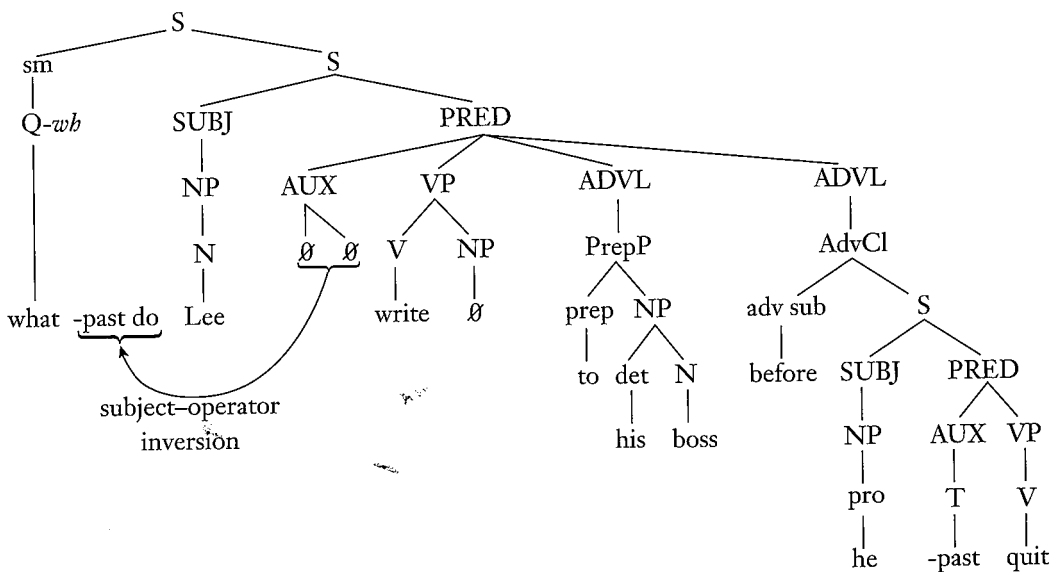 S
sm S
Q-wh SUBJ PRED
NP AUX VP ADVL ADVL
N Ø Ø V NP PrepP AdvCl
what -past do Lee write Ø prep NP adv sub S
to det N before SUBJ PRED
subject–operator
inversion
his boss NP AUX VP
pro T V
he -past quit